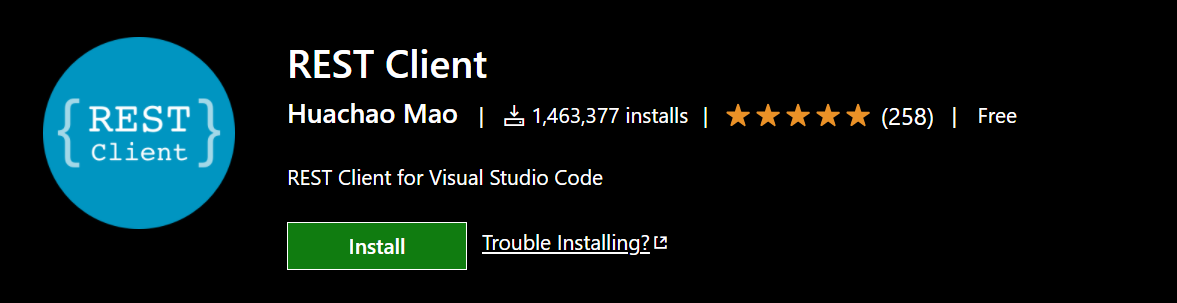 { REST
Client }
REST Client
Huachao Mao | 1,463,377 installs | (258) | Free
REST Client for Visual Studio Code
Install
Trouble Installing?